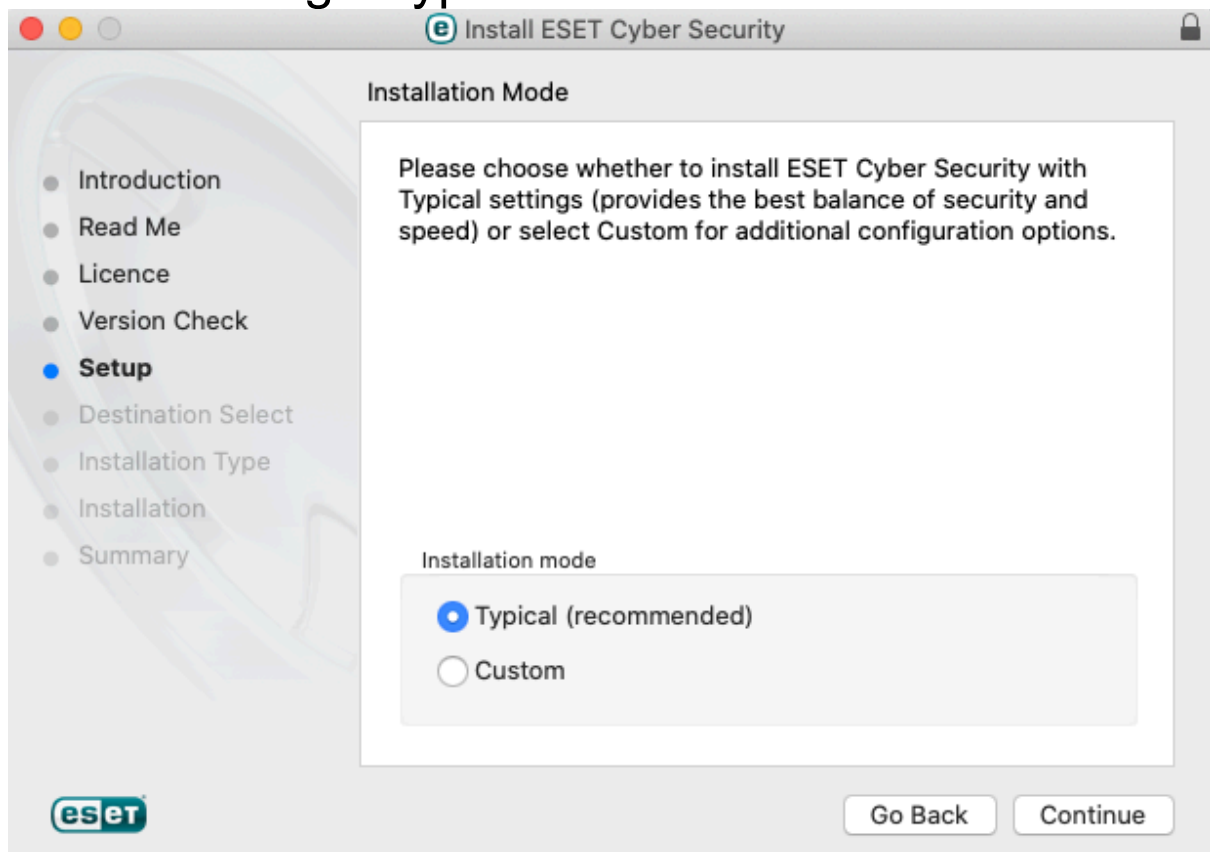 Install ESET Cyber Security
Installation Mode
Introduction
Read Me
Licence
Version Check
Setup
Destination Select
Installation Type
Installation
Summary
Please choose whether to install ESET Cyber Security with
Typical settings (provides the best balance of security and
speed) or select Custom for additional configuration options.
Installation mode
Typical (recommended)
Custom
eset
Go Back
Continue